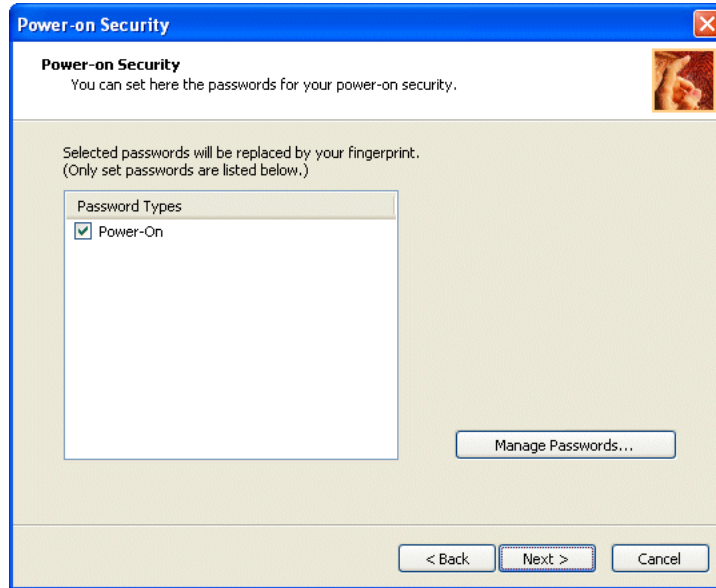 Power-on Security
Power-on Security
You can set here the passwords for your power-on security.
Selected passwords will be replaced by your fingerprint.
(Only set passwords are listed below.)
Password Types
Power-On
Manage Passwords...
< Back
Next >
Cancel